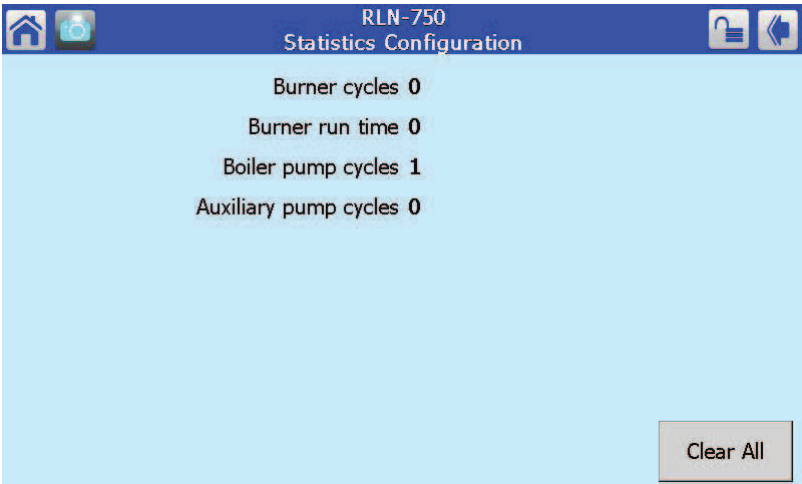 RLN-750
Statistics Configuration
Burner cycles 0
Burner run time 0
Boiler pump cycles 1
Auxiliary pump cycles 0
Clear All